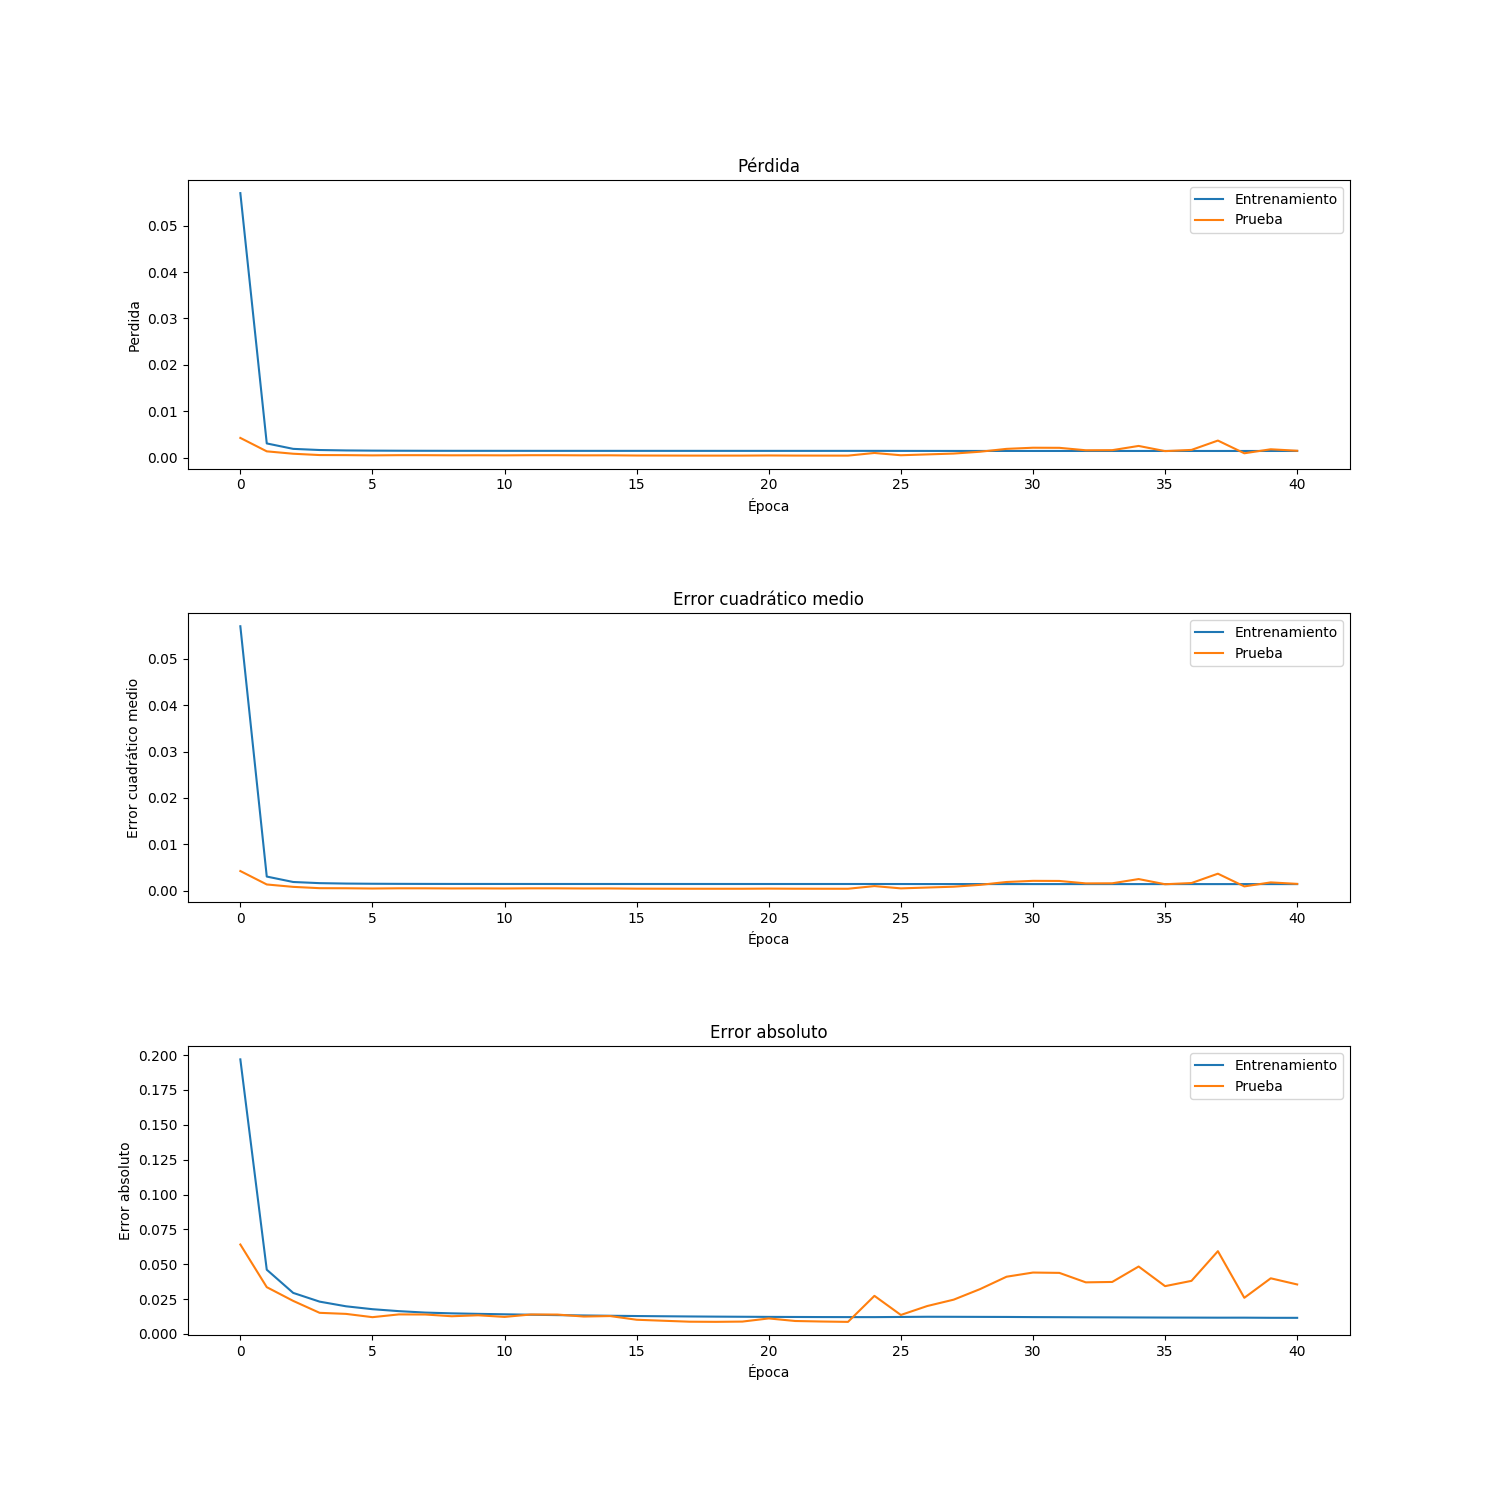 Pérdida
Entrenamiento
Prueba
Perdida
0.05
0.04
0.03
0.02
0.01
0.00
0 5 10 15 20 25 30 35 40
Época
Error cuadrático medio
Entrenamiento
Prueba
Error cuadrático medio
0.05
0.04
0.03
0.02
0.01
0.00
0 5 10 15 20 25 30 35 40
Época
Error absoluto
Entrenamiento
Prueba
Error absoluto
0.200
0.175
0.150
0.125
0.100
0.075
0.050
0.025
0.000
0 5 10 15 20 25 30 35 40
Época